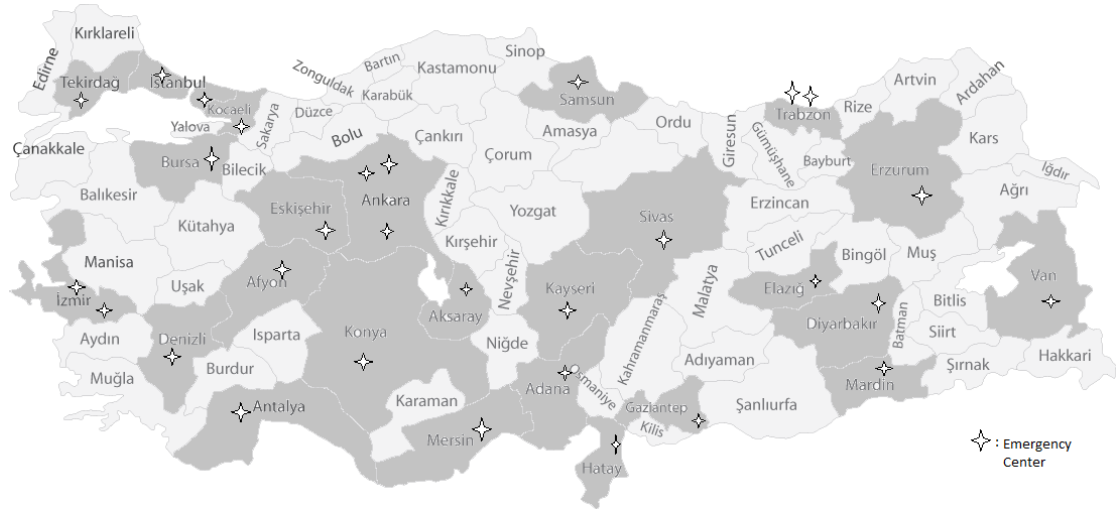 Kırklareli
Edirne
Tekirdağ
İstanbul
Kocaeli
Yalova
Sakarya
Düzce
Zonguldak
Bartın
Karabük
Kastamonu
Sinop
Samsun
Bolu
Çankırı
Çorum
Amasya
Ordu
Giresun
Gümüşhane
Trabzon
Rize
Artvin
Ardahan
Kars
Iğdır
Bayburt
Erzurum
Ağrı
Çanakkale
Balıkesir
Bursa
Bilecik
Eskişehir
Ankara
Kırıkkale
Yozgat
Sivas
Erzincan
Tunceli
Bingöl
Muş
Kütahya
Kırşehir
Nevşehir
Kayseri
Malatya
Elazığ
Bitlis
Van
Manisa
Uşak
Afyon
İzmir
Aksaray
Konya
Niğde
Kahramanmaraş
Diyarbakır
Batman
Siirt
Hakkari
Şırnak
Mardin
Aydın
Denizli
Isparta
Burdur
Muğla
Antalya
Karaman
Mersin
Adana
Osmaniye
Adıyaman
Gaziantep
Kilis
Şanlıurfa
Hatay
: Emergency
Center